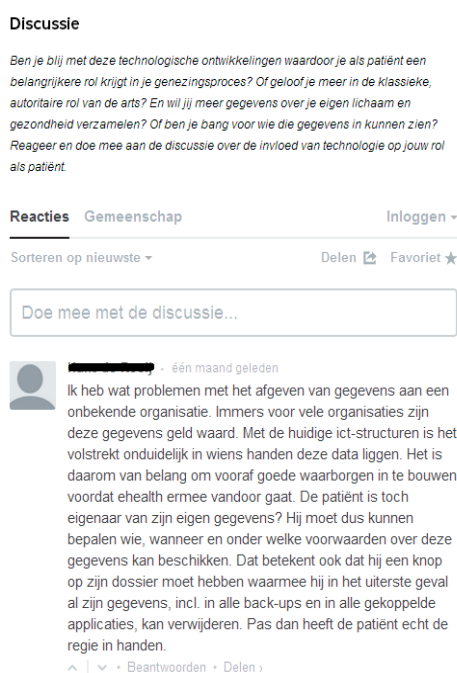 Discussie
Ben je blij met deze technologische ontwikkelingen waardoor je als patiënt een
belangrijkere rol krijgt in je genezingsproces? Of geloof je meer in de klassieke,
autoritaire rol van de arts? En wil jij meer gegevens over je eigen lichaam en
gezondheid verzamelen? Of ben je bang voor wie die gegevens in kunnen zien?
Reageer en doe mee aan de discussie over de invloed van technologie op jouw rol
als patiënt.
Reacties Gemeenschap Inloggen
Sorteren op nieuwste Delen Favoriet
Doe mee met de discussie...
• één maand geleden
Ik heb wat problemen met het afgeven van gegevens aan een
onbekende organisatie. Immers voor vele organisaties zijn
deze gegevens geld waard. Met de huidige ict-structuren is het
volstrekt onduidelijk in wiens handen deze data liggen. Het is
daarom van belang om vooraf goede waarborgen in te bouwen
voordat ehealth ermee vandoor gaat. De patiënt is toch
eigenaar van zijn eigen gegevens? Hij moet dus kunnen
bepalen wie, wanneer en onder welke voorwaarden over deze
gegevens kan beschikken. Dat betekent ook dat hij een knop
op zijn dossier moet hebben waarmee hij in het uiterste geval
al zijn gegevens, incl. in alle back-ups en in alle gekoppelde
applicaties, kan verwijderen. Pas dan heeft de patiënt echt de
regie in handen.
• Beantwoorden • Delen ›